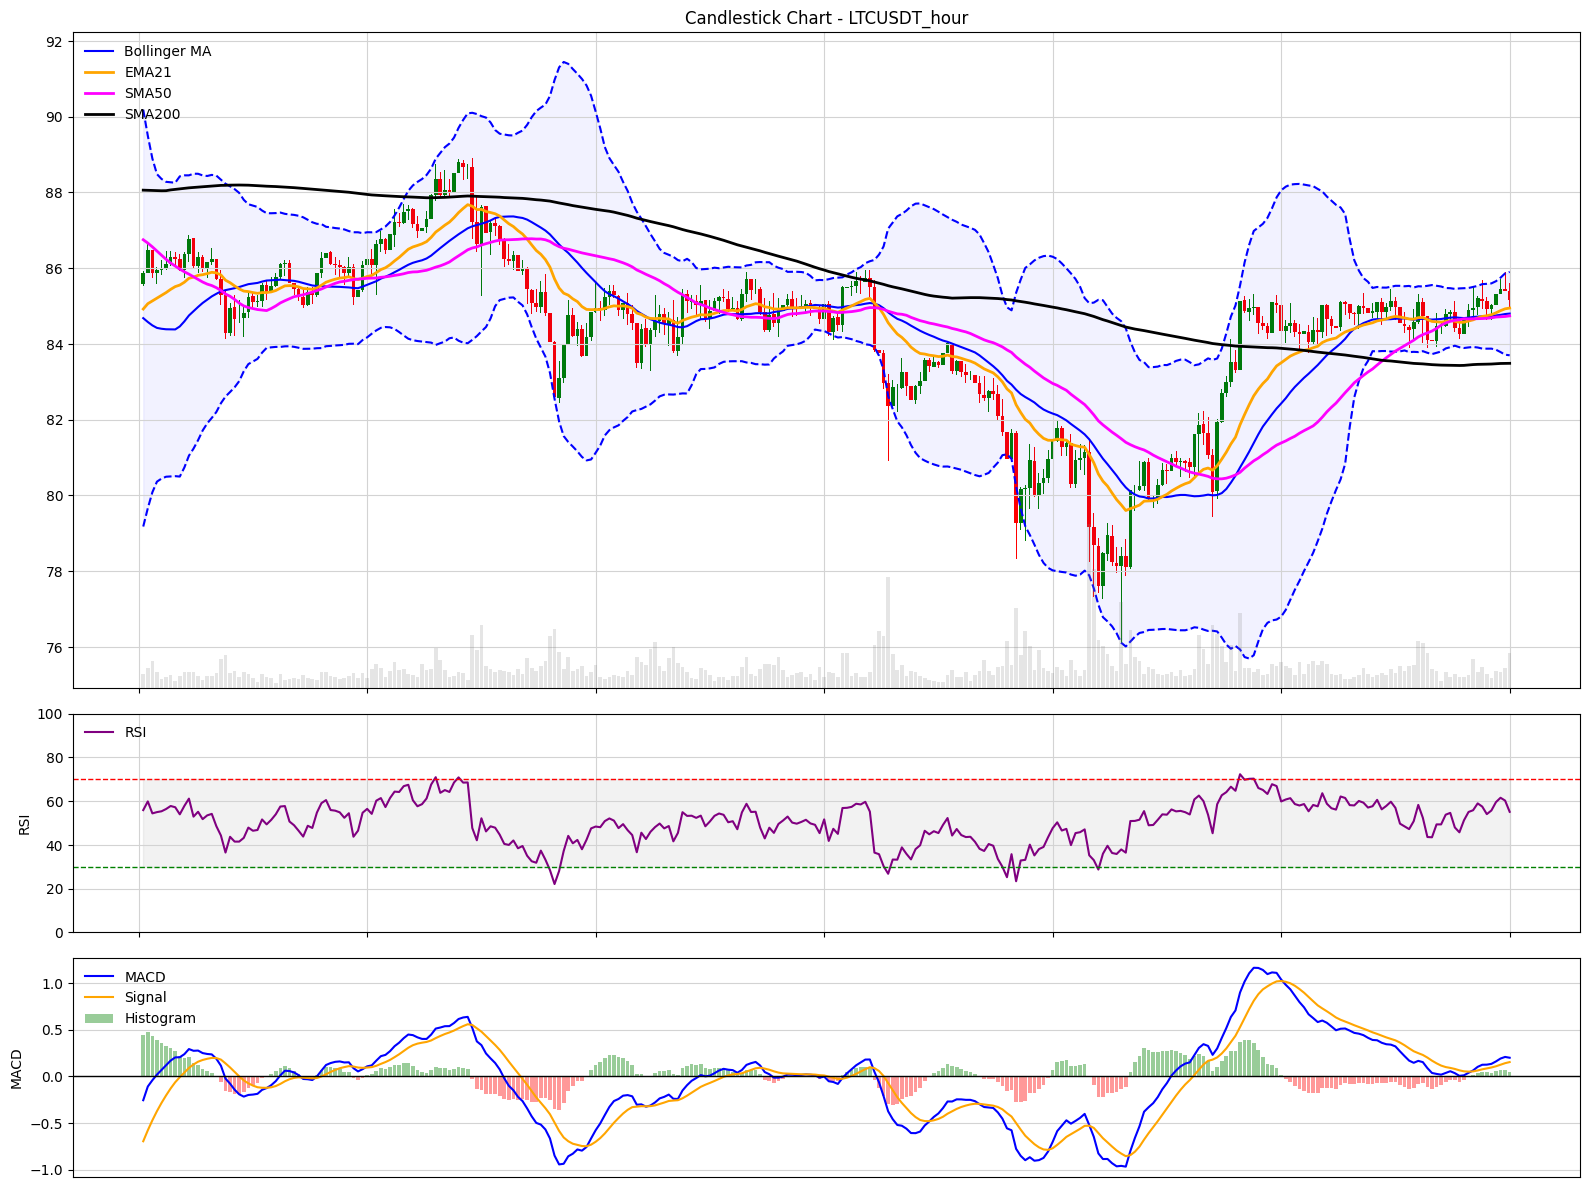 Candlestick Chart - LTCUSDT_hour
92
90
88
86
84
82
80
78
76
Bollinger MA
EMA21
SMA50
SMA200
100
80
60
40
20
0
RSI
RSI
1.0
0.5
0.0
−0.5
−1.0
MACD
MACD
Signal
Histogram